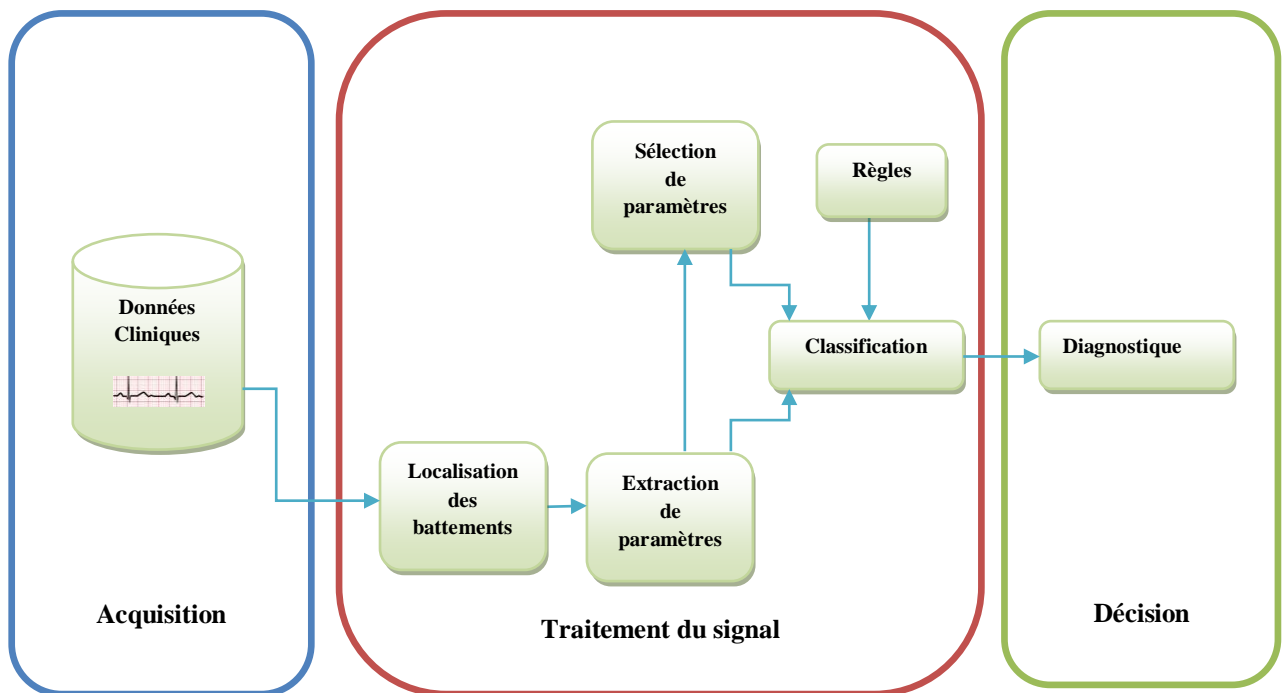 Données
Cliniques
Acquisition
Localisation
des
battements
Extraction
de
paramètres
Sélection
de
paramètres
Règles
Classification
Traitement du signal
Diagnostique
Décision